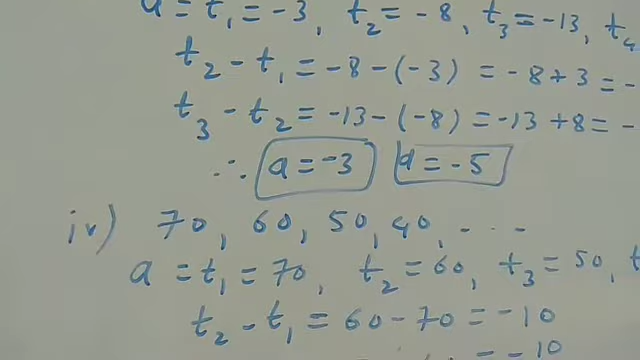 a = t₁ = -3, t₂ = -8, t₃ = -13, t₄
t₂ - t₁ = -8 - (-3) = -8 + 3 = -
t₃ - t₂ = -13 - (-8) = -13 + 8 = -
∴ a = -3 d = -5
iv) 70, 60, 50, 40, ....
a = t₁ = 70, t₂ = 60, t₃ = 50, t
t₂ - t₁ = 60 - 70 = -10
= -10